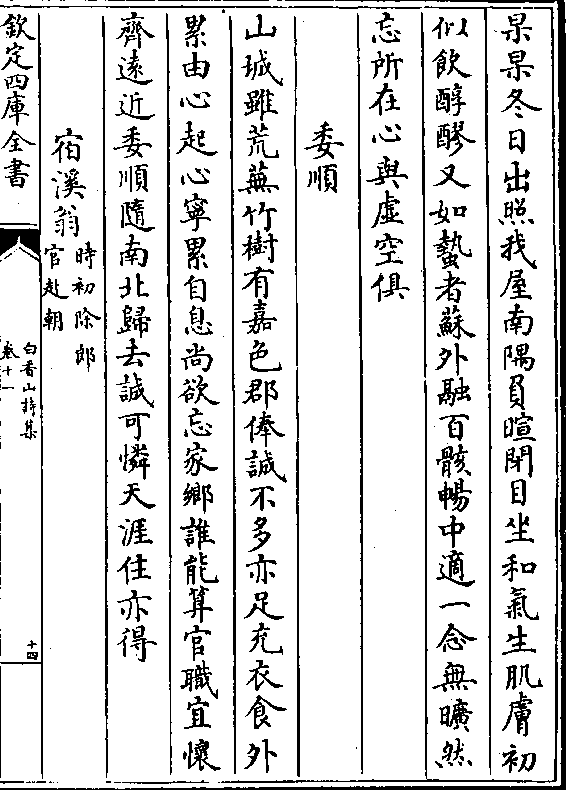 杲杲冬日出照我屋南隅負暄閉目坐和氣生肌膚初
似飲醇醪又如蟄者蘇外融百骸暢中適一念無曠然
忘所在心與虛空俱
委順
山城雖荒蕪竹樹有嘉色郡俸誠不多亦足充衣食外
累由心起心寧累自息尚欲忘家鄉誰能算官職宜懷
齊遠近委順隨南北歸去誠可憐天涯住亦得
宿溪翁
時初除郎
官赴朝
欽定四庫全書
白香山詩集
卷十一
十四